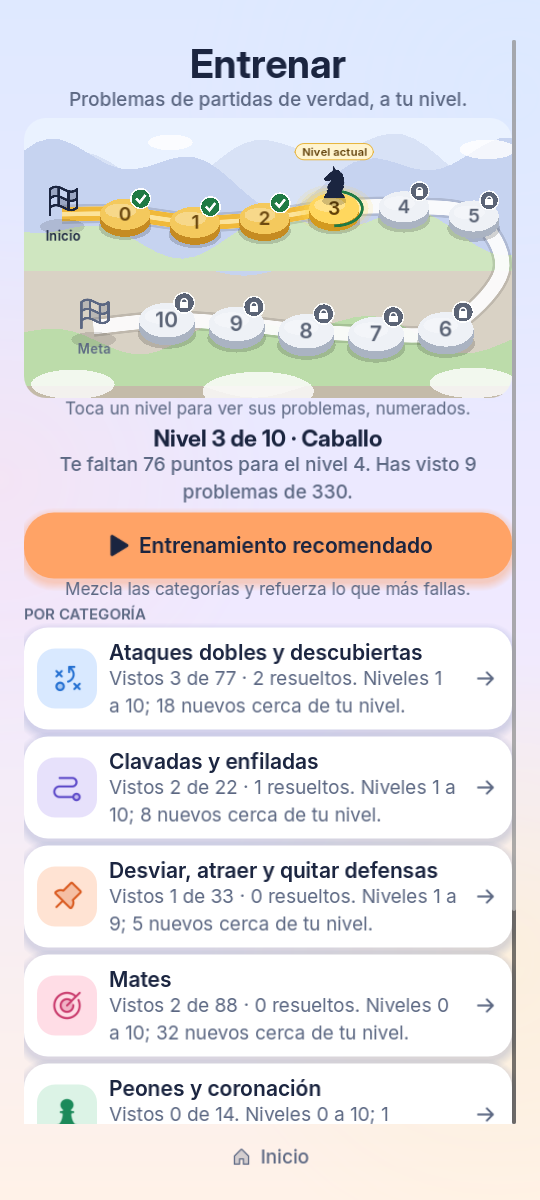 Entrenar
Problemas de partidas de verdad, a tu nivel.
Nivel actual
0
1
2
3
4
5
Inicio
10
9
8
7
6
Meta
Toca un nivel para ver sus problemas, numerados.
Nivel 3 de 10 · Caballo
Te faltan 76 puntos para el nivel 4. Has visto 9
problemas de 330.
Entrenamiento recomendado
Mezcla las categorías y refuerza lo que más fallas.
POR CATEGORÍA
Ataques dobles y descubiertas
Vistos 3 de 77 · 2 resueltos. Niveles 1
a 10; 18 nuevos cerca de tu nivel.
Clavadas y enfiladas
Vistos 2 de 22 · 1 resueltos. Niveles 1 a
10; 8 nuevos cerca de tu nivel.
Desviar, atraer y quitar defensas
Vistos 1 de 33 · 0 resueltos. Niveles 1 a
9; 5 nuevos cerca de tu nivel.
Mates
Vistos 2 de 88 · 0 resueltos. Niveles 0
a 10; 32 nuevos cerca de tu nivel.
Peones y coronación
Vistos 0 de 14. Niveles 0 a 10; 1
Inicio